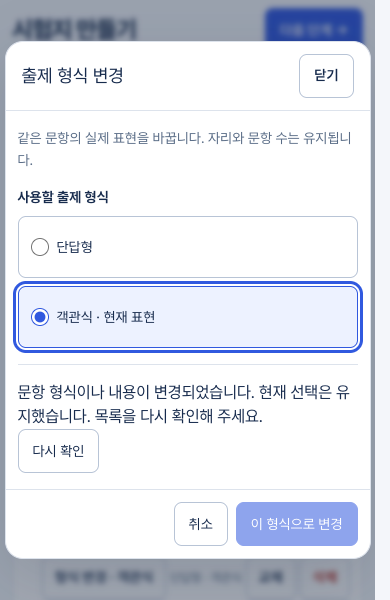 시험지 만들기
다음 단계
출제 형식 변경
닫기
같은 문항의 실제 표현을 바꿉니다. 자리와 문항 수는 유지됩니
다.
사용할 출제 형식
단답형
객관식 · 현재 표현
문항 형식이나 내용이 변경되었습니다. 현재 선택은 유
지했습니다. 목록을 다시 확인해 주세요.
다시 확인
취소
이 형식으로 변경
형식 변경 · 객관식
교체
삭제